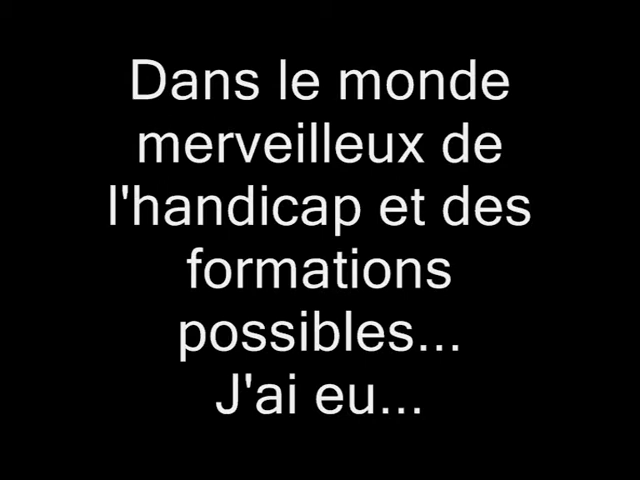 Dans le monde
merveilleux de
l'handicap et des
formations
possibles...
J'ai eu...